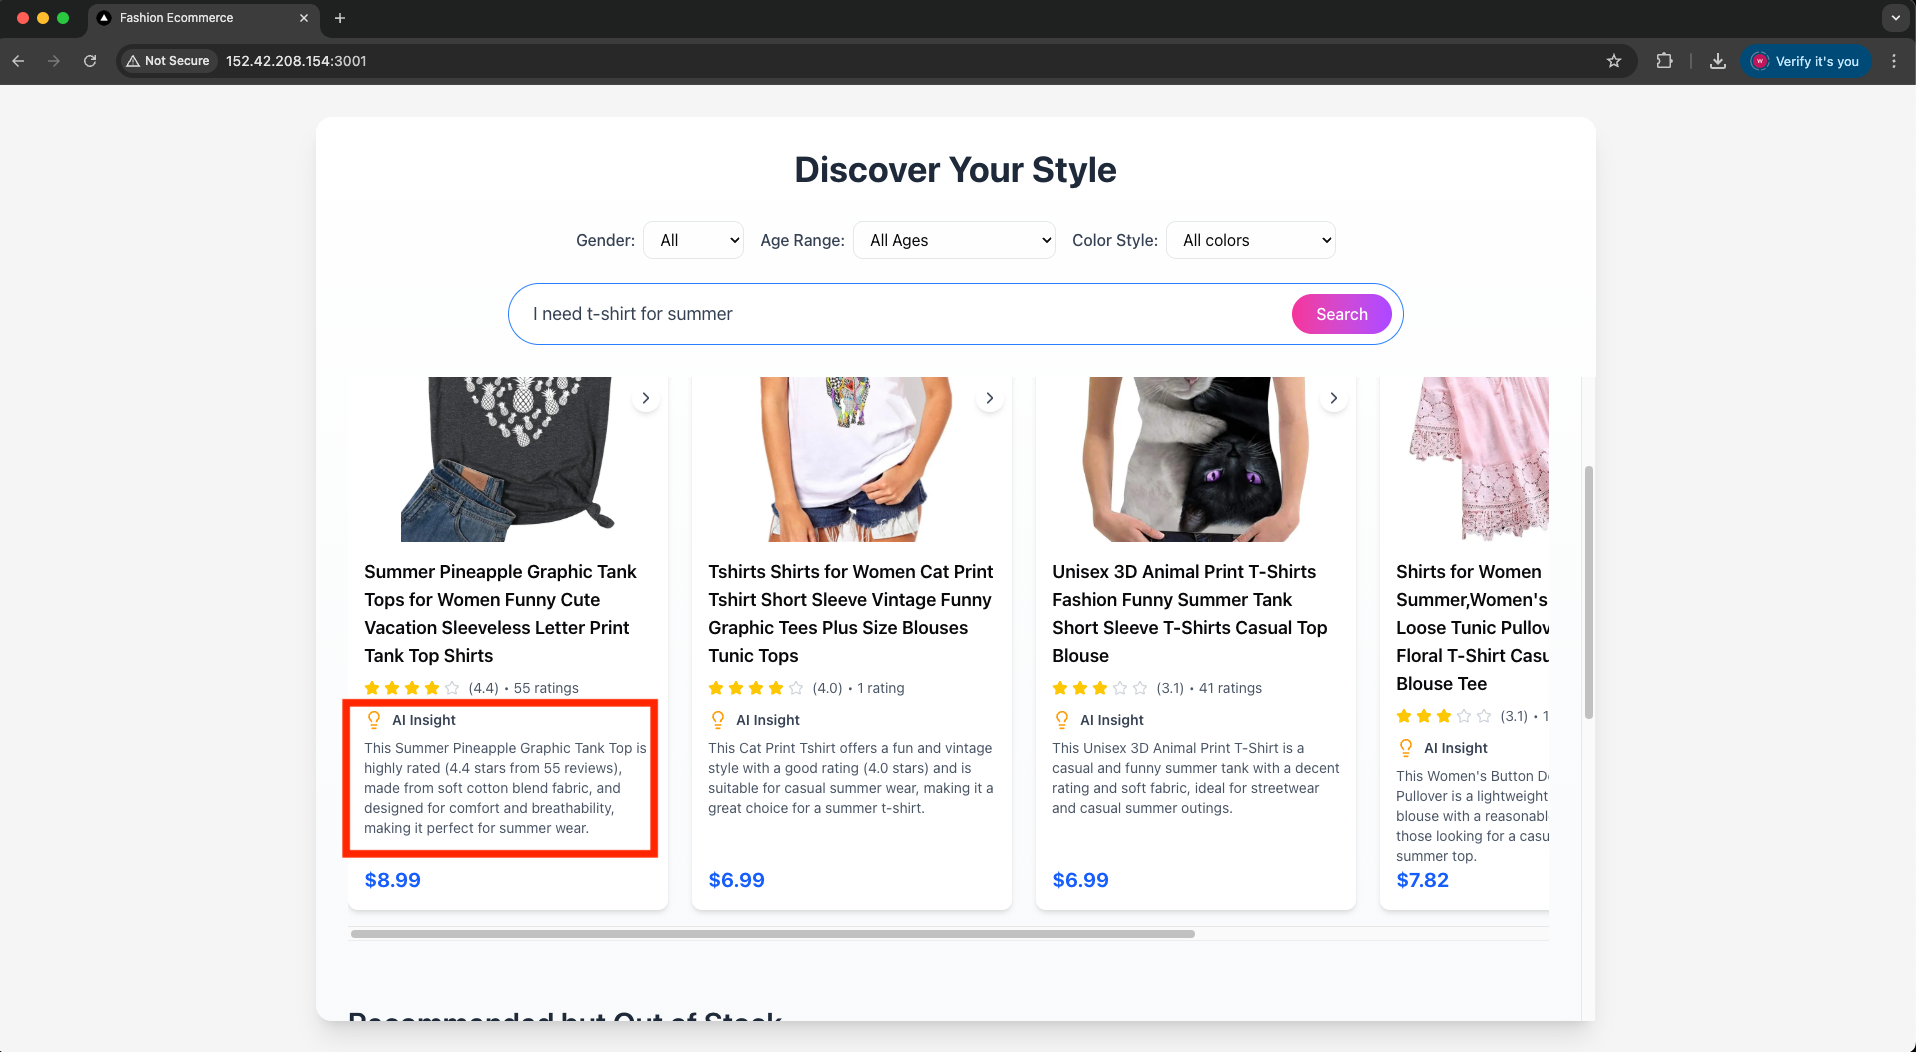 Fashion Ecommerce
Not Secure
152.42.208.154:3001
Verify it's you
Discover Your Style
Gender: All Age Range: All Ages Color Style: All colors
I need t-shirt for summer
Search
Summer Pineapple Graphic Tank
Tops for Women Funny Cute
Vacation Sleeveless Letter Print
Tank Top Shirts
(4.4) • 55 ratings
AI Insight
This Summer Pineapple Graphic Tank Top is
highly rated (4.4 stars from 55 reviews),
made from soft cotton blend fabric, and
designed for comfort and breathability,
making it perfect for summer wear.
$8.99
Tshirts Shirts for Women Cat Print
Tshirt Short Sleeve Vintage Funny
Graphic Tees Plus Size Blouses
Tunic Tops
(4.0) • 1 rating
AI Insight
This Cat Print Tshirt offers a fun and vintage
style with a good rating (4.0 stars) and is
suitable for casual summer wear, making it a
great choice for a summer t-shirt.
$6.99
Unisex 3D Animal Print T-Shirts
Fashion Funny Summer Tank
Short Sleeve T-Shirts Casual Top
Blouse
(3.1) • 41 ratings
AI Insight
This Unisex 3D Animal Print T-Shirt is a
casual and funny summer tank with a decent
rating and soft fabric, ideal for streetwear
and casual summer outings.
$6.99
Shirts for Women
Summer,Women's
Loose Tunic Pullov
Floral T-Shirt Casu
Blouse Tee
(3.1) • 1
AI Insight
This Women's Button D
Pullover is a lightweight
blouse with a reasonabl
those looking for a casu
summer top.
$7.82
Recommended but Out of Stock